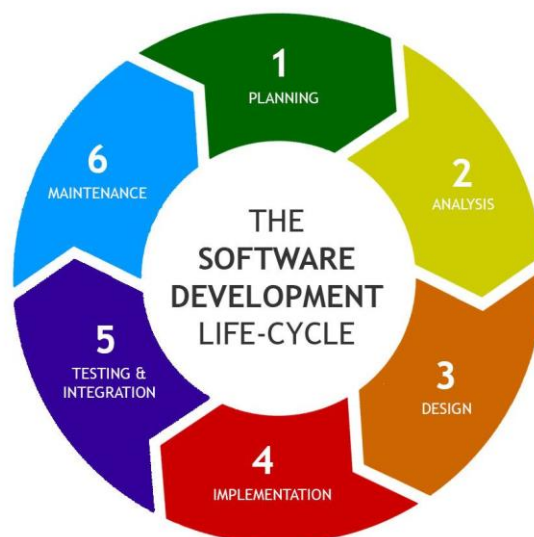 1
PLANNING
2
ANALYSIS
3
DESIGN
4
IMPLEMENTATION
5
TESTING &
INTEGRATION
6
MAINTENANCE
THE
SOFTWARE
DEVELOPMENT
LIFE-CYCLE